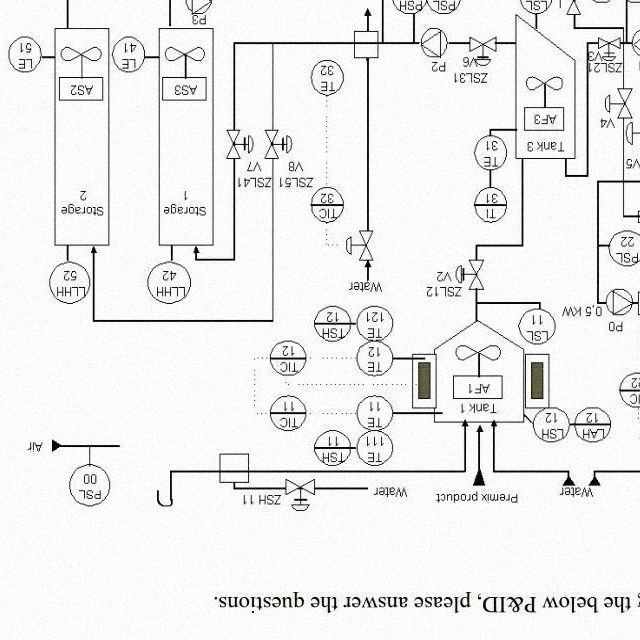 the below P&ID, please answer the questions.
Water
Premix product
Water
ZSH 11
PSL
00
Air
TE
111
TSH
11
LAH
12
LSH
12
Tank 1
AF1
TE
11
TIC
11
TIC
TE
12
TIC
12
LSL
11
TE
121
TSH
12
P0
0,5 kW
V2
ZSL12
Water
LLHH
42
LLHH
52
PSL
22
TI
31
TIC
32
Storage
1
Storage
2
V5
TE
31
Tank 3
V8
ZSL51
V7
ZSL41
V4
AF3
TE
32
AS3
AS2
V3
ZSL21
V6
ZSL31
P2
LE
41
LE
51
LSL
PSL
PSH
P3